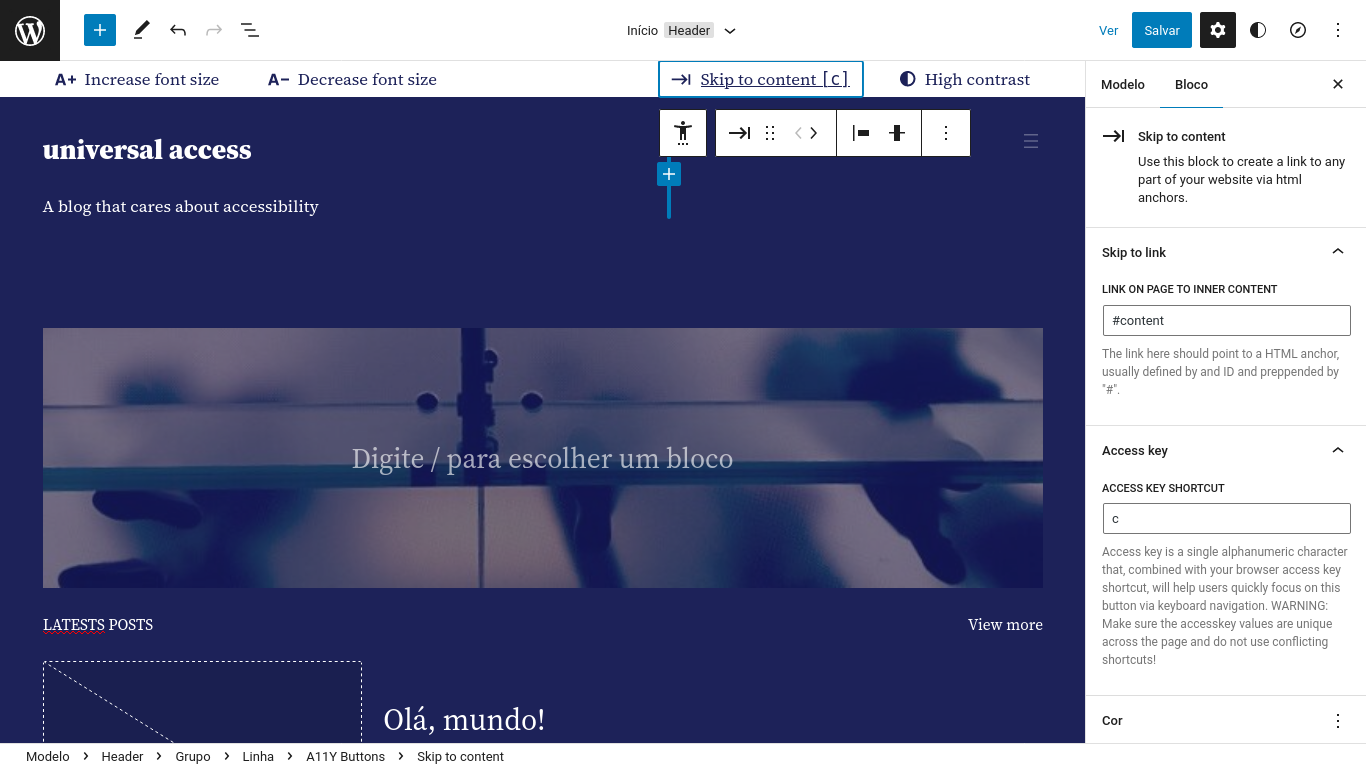 Início Header
Ver
Salvar
A+ Increase font size
A− Decrease font size
Skip to content [c]
High contrast
universal access
A blog that cares about accessibility
Digite / para escolher um bloco
LATESTS POSTS
View more
Olá, mundo!
Modelo
Bloco
Skip to content
Use this block to create a link to any
part of your website via html
anchors.
Skip to link
LINK ON PAGE TO INNER CONTENT
#content
The link here should point to a HTML anchor,
usually defined by and ID and preppended by
"#".
Access key
ACCESS KEY SHORTCUT
c
Access key is a single alphanumeric character
that, combined with your browser access key
shortcut, will help users quickly focus on this
button via keyboard navigation. WARNING:
Make sure the accesskey values are unique
across the page and do not use conflicting
shortcuts!
Cor
Modelo > Header > Grupo > Linha > A11Y Buttons > Skip to content